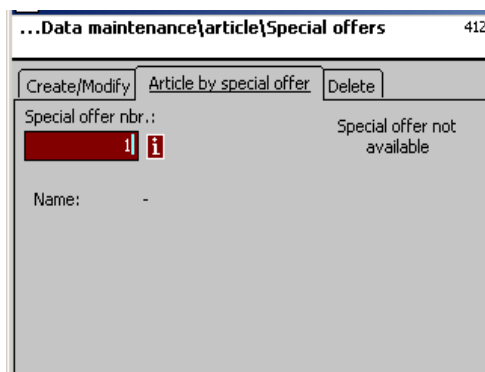 ...Data maintenance\article\Special offers 412
Create/Modify Article by special offer Delete
Special offer nbr.:
Special offer not
available
1 i
Name: -